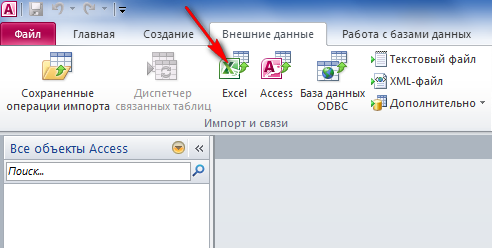 A
Файл Главная Создание Внешние данные Работа с базами данных
Сохраненные операции импорта
Диспетчер связанных таблиц
Excel
Access
База данных ODBC
Текстовый файл
XML-файл
Дополнительно
Импорт и связи
Все объекты Access
Поиск...